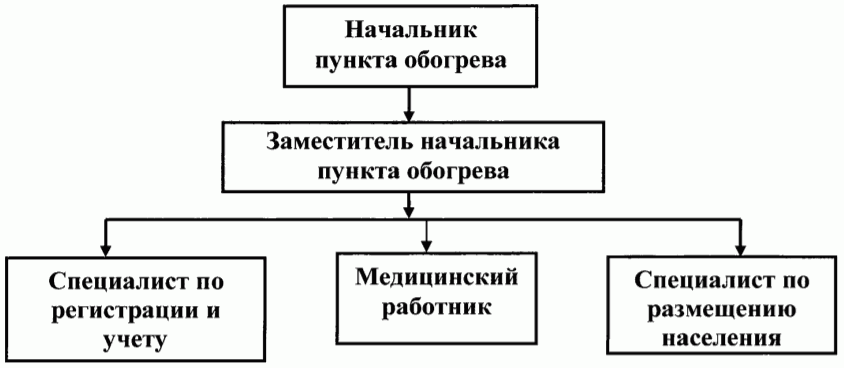 Начальник
пункта обогрева
Заместитель начальника
пункта обогрева
Специалист по
регистрации и
учету
Медицинский
работник
Специалист по
размещению
населения